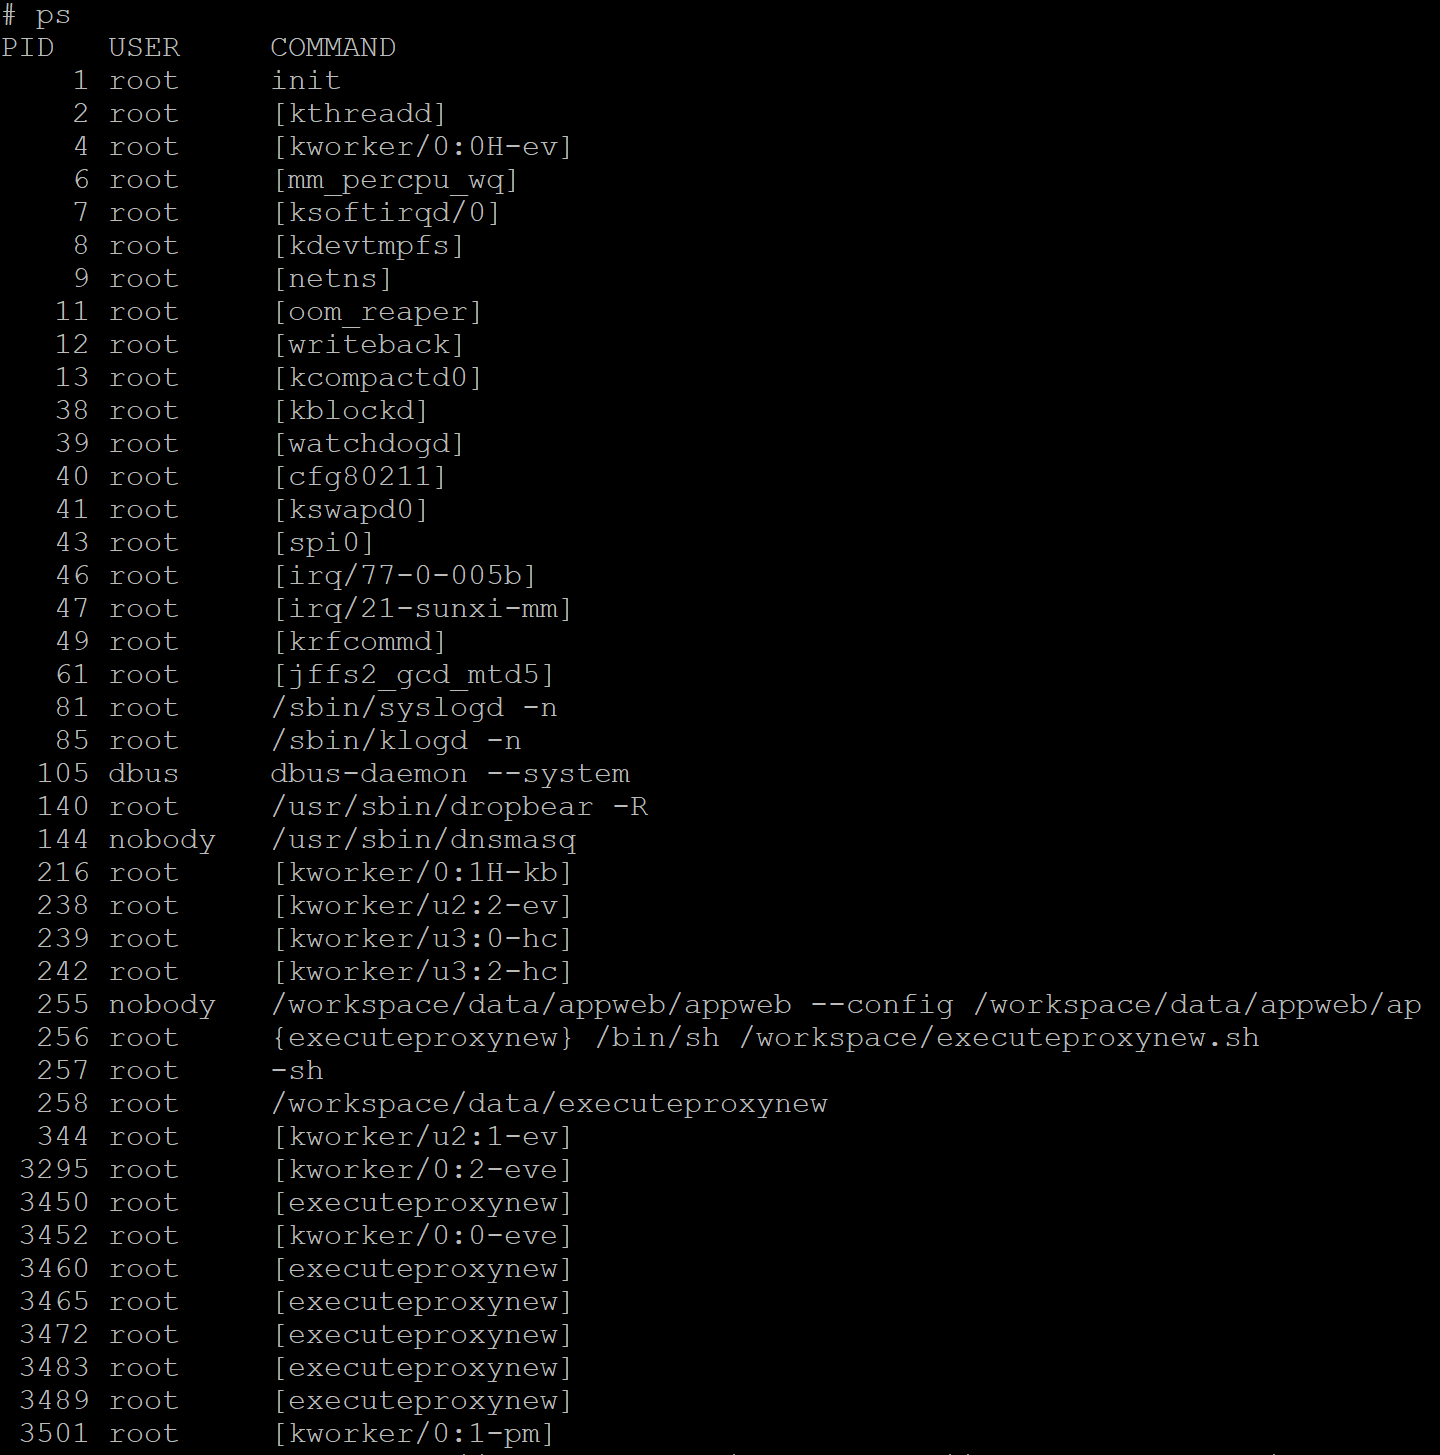 # ps
PID   USER     COMMAND
    1 root     init
    2 root     [kthreadd]
    4 root     [kworker/0:0H-ev]
    6 root     [mm_percpu_wq]
    7 root     [ksoftirqd/0]
    8 root     [kdevtmpfs]
    9 root     [netns]
   11 root     [oom_reaper]
   12 root     [writeback]
   13 root     [kcompactd0]
   38 root     [kblockd]
   39 root     [watchdogd]
   40 root     [cfg80211]
   41 root     [kswapd0]
   43 root     [spi0]
   46 root     [irq/77-0-005b]
   47 root     [irq/21-sunxi-mm]
   49 root     [krfcommd]
   61 root     [jffs2_gcd_mtd5]
   81 root     /sbin/syslogd -n
   85 root     /sbin/klogd -n
  105 dbus     dbus-daemon --system
  140 root     /usr/sbin/dropbear -R
  144 nobody   /usr/sbin/dnsmasq
  216 root     [kworker/0:1H-kb]
  238 root     [kworker/u2:2-ev]
  239 root     [kworker/u3:0-hc]
  242 root     [kworker/u3:2-hc]
  255 nobody   /workspace/data/appweb/appweb --config /workspace/data/appweb/ap
  256 root     {executeproxynew} /bin/sh /workspace/executeproxynew.sh
  257 root     -sh
  258 root     /workspace/data/executeproxynew
  344 root     [kworker/u2:1-ev]
 3295 root     [kworker/0:2-eve]
 3450 root     [executeproxynew]
 3452 root     [kworker/0:0-eve]
 3460 root     [executeproxynew]
 3465 root     [executeproxynew]
 3472 root     [executeproxynew]
 3483 root     [executeproxynew]
 3489 root     [executeproxynew]
 3501 root     [kworker/0:1-pm]